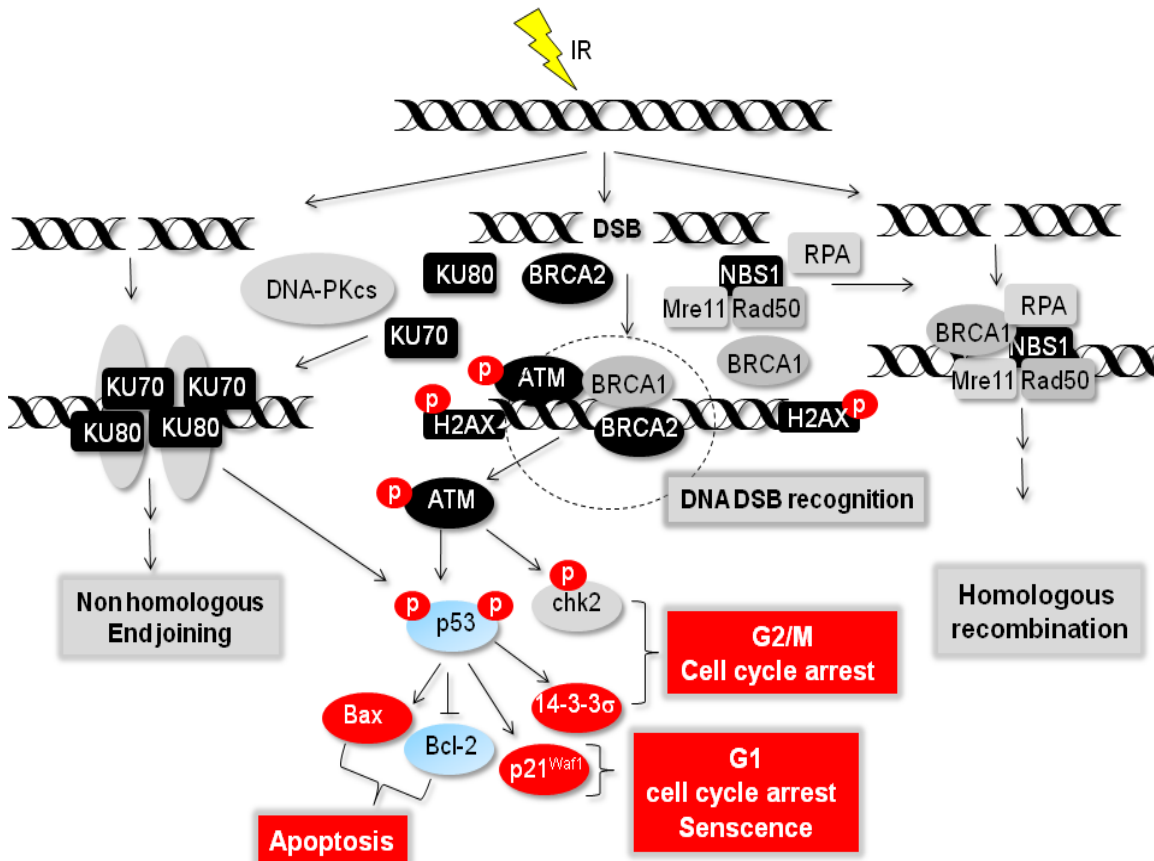 IR
DSB
KU80
BRCA2
NBS1
RPA
Mre11
Rad50
DNA-PKcs
KU70
BRCA1
RPA
BRCA1
NBS1
Mre11
Rad50
KU70
KU70
KU80
KU80
p
ATM
BRCA1
p
H2AX
BRCA2
H2AX
p
DNA DSB recognition
p
ATM
Non homologous
End joining
p
p53
p
p
chk2
G2/M
Cell cycle arrest
Homologous
recombination
Bax
Bcl-2
14-3-3σ
p21Waf1
G1
cell cycle arrest
Senscence
Apoptosis